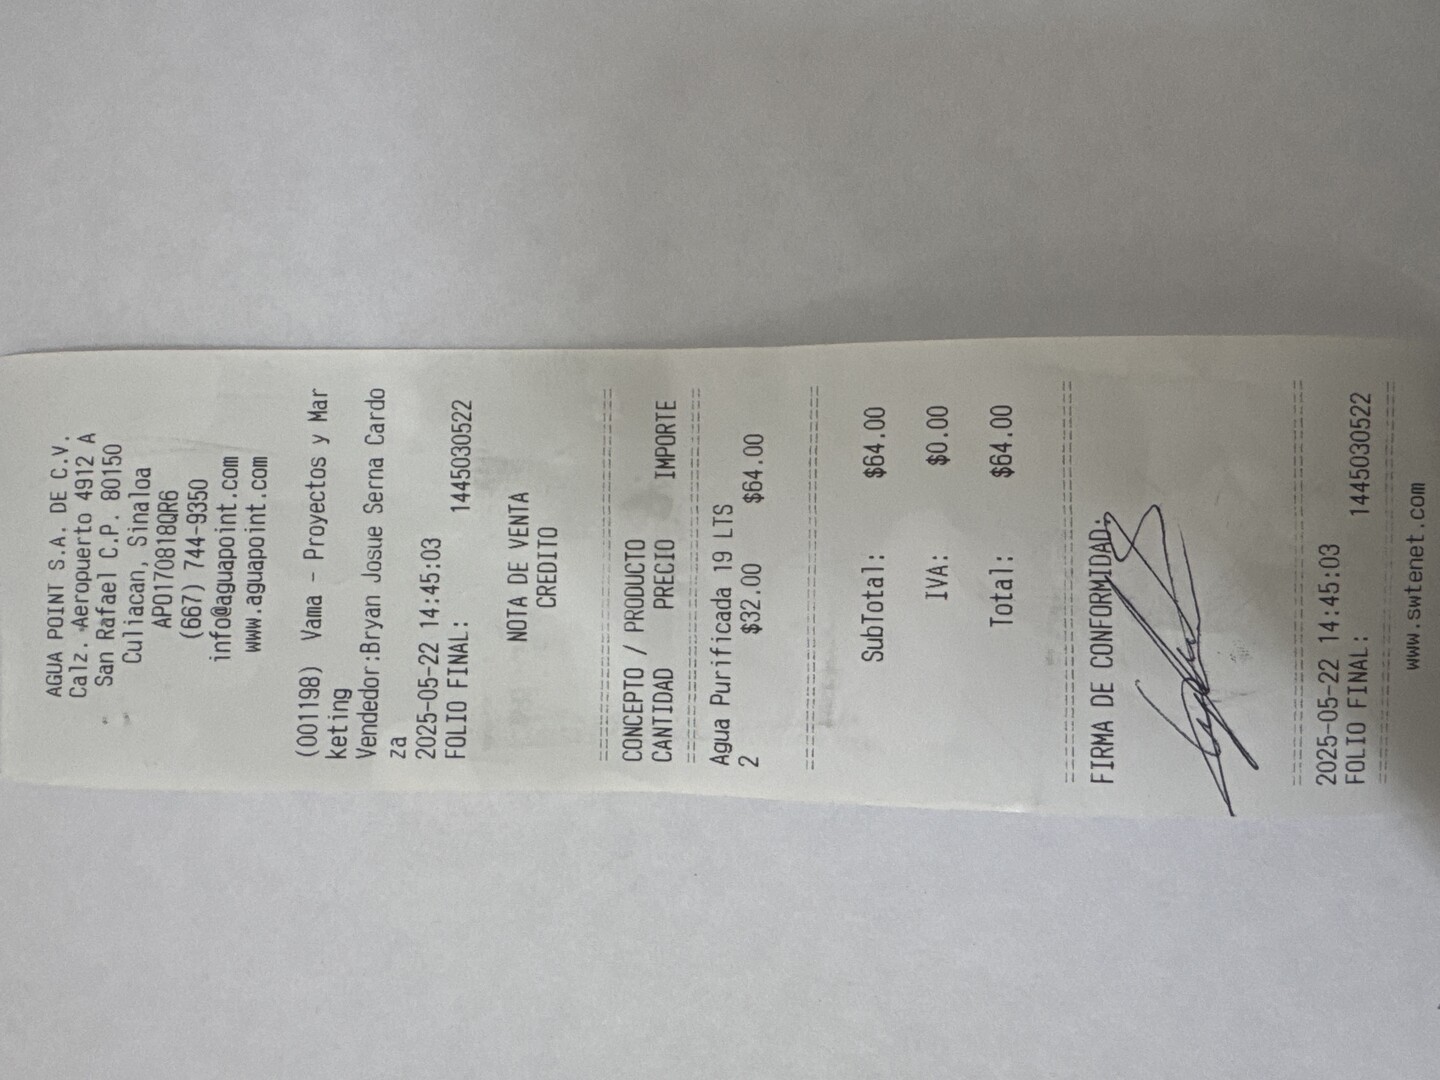 AGUA POINT S.A. DE C.V.
Calz. Aeropuerto 4912 A
San Rafael C.P. 80150
Culiacan, Sinaloa
APO170818QR6
(667) 744-9350
info@aguapoint.com
www.aguapoint.com
(001198) Vama - Proyectos y Mar
keting
Vendedor:Bryan Josue Serna Cardo
za
2025-05-22 14:45:03
FOLIO FINAL: 1445030522
NOTA DE VENTA
CREDITO
================================
CONCEPTO / PRODUCTO
CANTIDAD PRECIO IMPORTE
================================
Agua Purificada 19 LTS
2 $32.00 $64.00
================================
SubTotal: $64.00
IVA: $0.00
Total: $64.00
================================
FIRMA DE CONFORMIDAD:
================================
2025-05-22 14:45:03
FOLIO FINAL: 1445030522
================================
www.swtenet.com